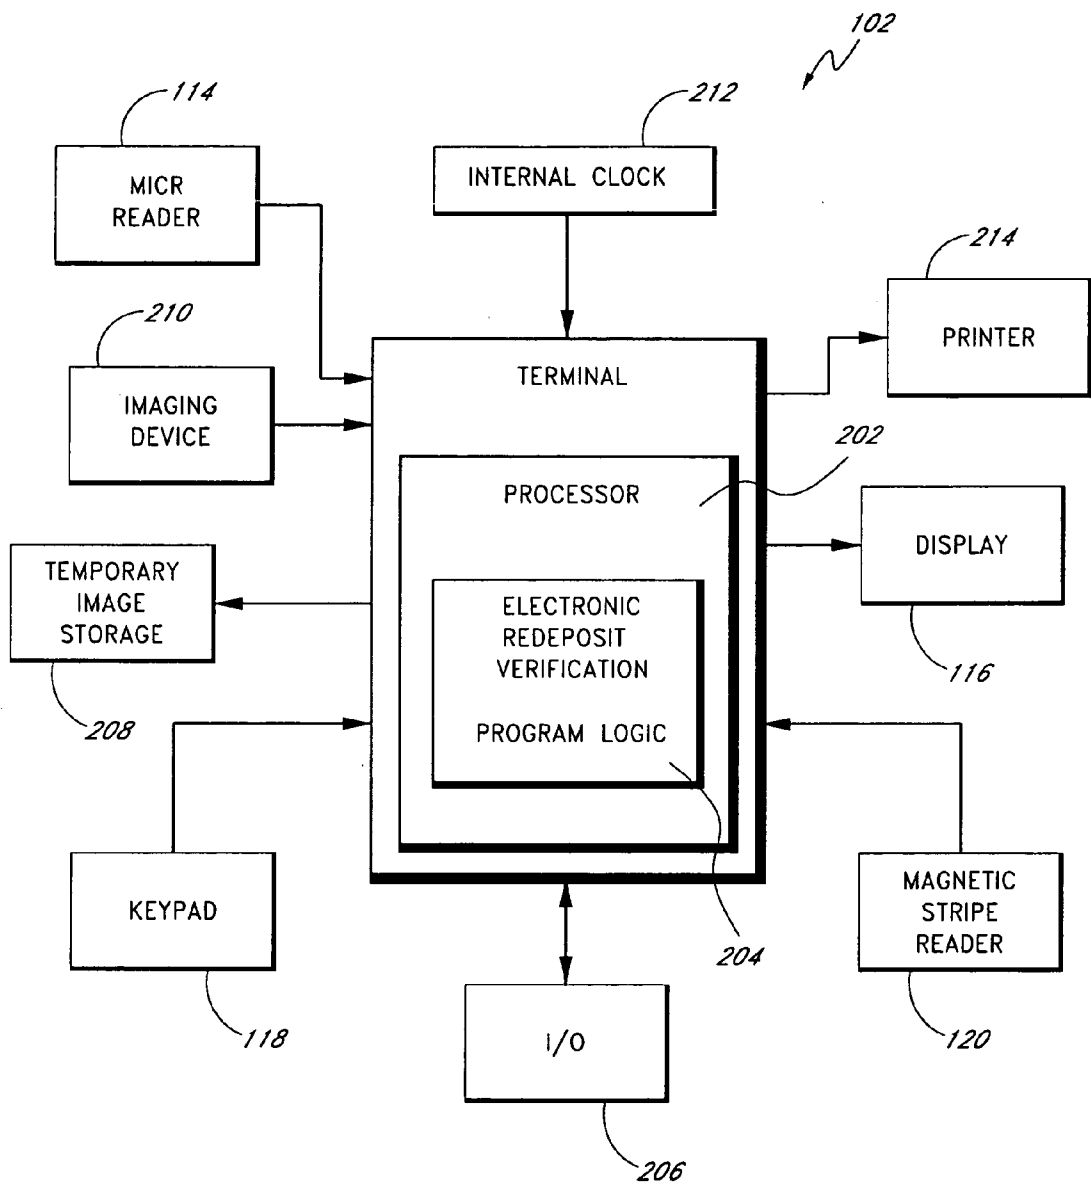 102
114
212
MICR
READER
INTERNAL CLOCK
214
210
PRINTER
TERMINAL
IMAGING
DEVICE
202
PROCESSOR
DISPLAY
TEMPORARY
IMAGE
STORAGE
ELECTRONIC
REDEPOSIT
VERIFICATION
116
208
PROGRAM LOGIC
KEYPAD
MAGNETIC
STRIPE
READER
204
118
I/O
120
206